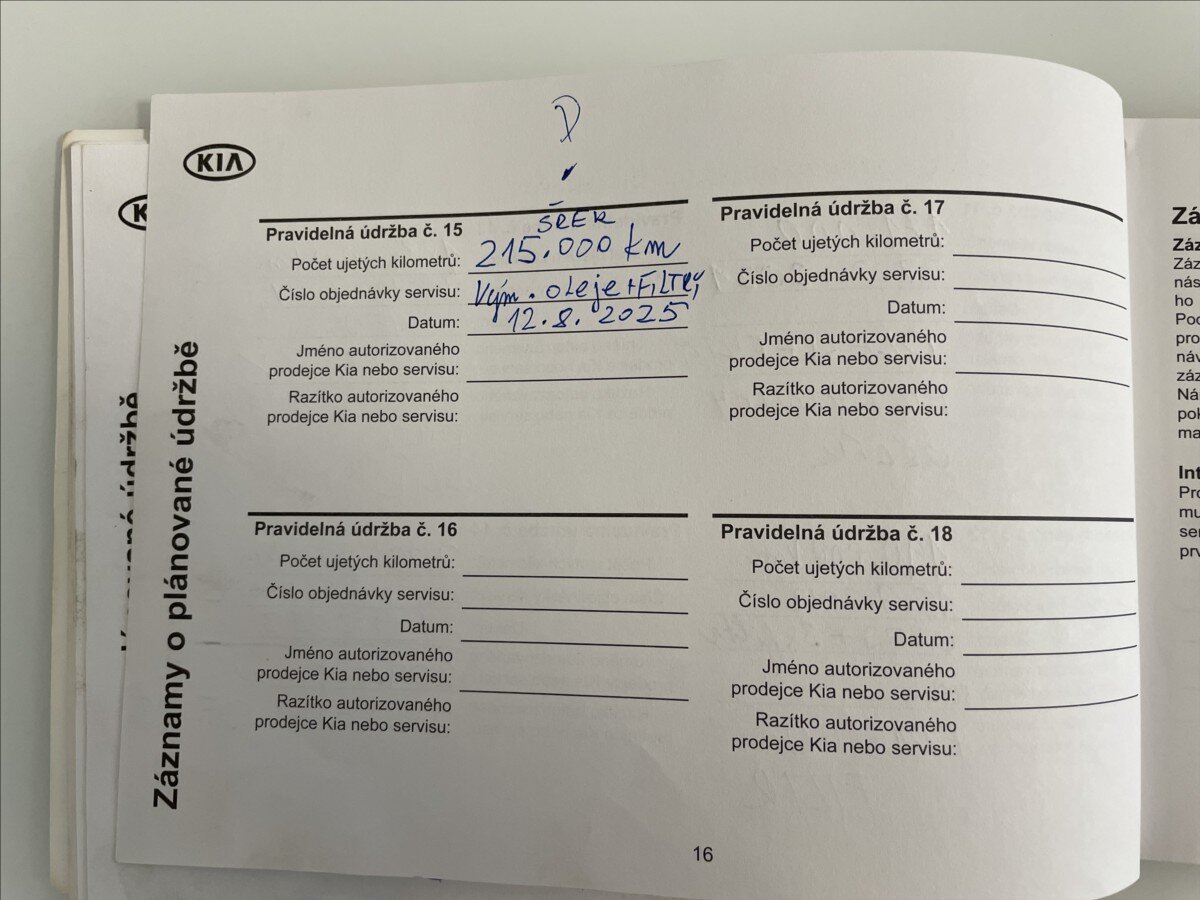 KIA
Záznamy o plánované údržbě
Pravidelná údržba č. 15
Počet ujetých kilometrů: 215.000 km
Číslo objednávky servisu: Vým. oleje + FILTRY
Datum: 12.8.2025
Jméno autorizovaného
prodejce Kia nebo servisu:
Razítko autorizovaného
prodejce Kia nebo servisu:
Pravidelná údržba č. 16
Počet ujetých kilometrů:
Číslo objednávky servisu:
Datum:
Jméno autorizovaného
prodejce Kia nebo servisu:
Razítko autorizovaného
prodejce Kia nebo servisu:
Pravidelná údržba č. 17
Počet ujetých kilometrů:
Číslo objednávky servisu:
Datum:
Jméno autorizovaného
prodejce Kia nebo servisu:
Razítko autorizovaného
prodejce Kia nebo servisu:
Pravidelná údržba č. 18
Počet ujetých kilometrů:
Číslo objednávky servisu:
Datum:
Jméno autorizovaného
prodejce Kia nebo servisu:
Razítko autorizovaného
prodejce Kia nebo servisu:
16